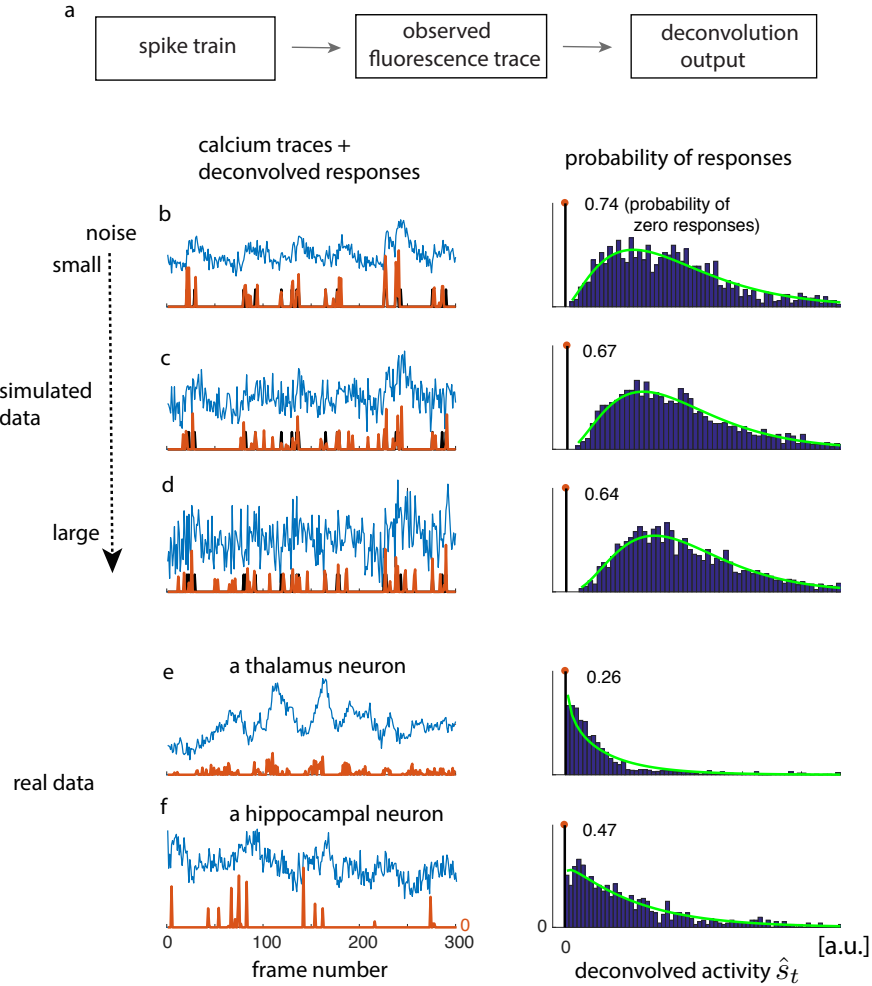 a
spike train
observed
fluorescence trace
deconvolution
output
calcium traces +
deconvolved responses
probability of responses
noise
small
b
0.74 (probability of
zero responses)
simulated
data
c
0.67
large
d
0.64
real data
e
a thalamus neuron
0.26
f
a hippocampal neuron
0.47
0
0
0
100
200
300
frame number
0
[a.u.]
deconvolved activity ŝₜ